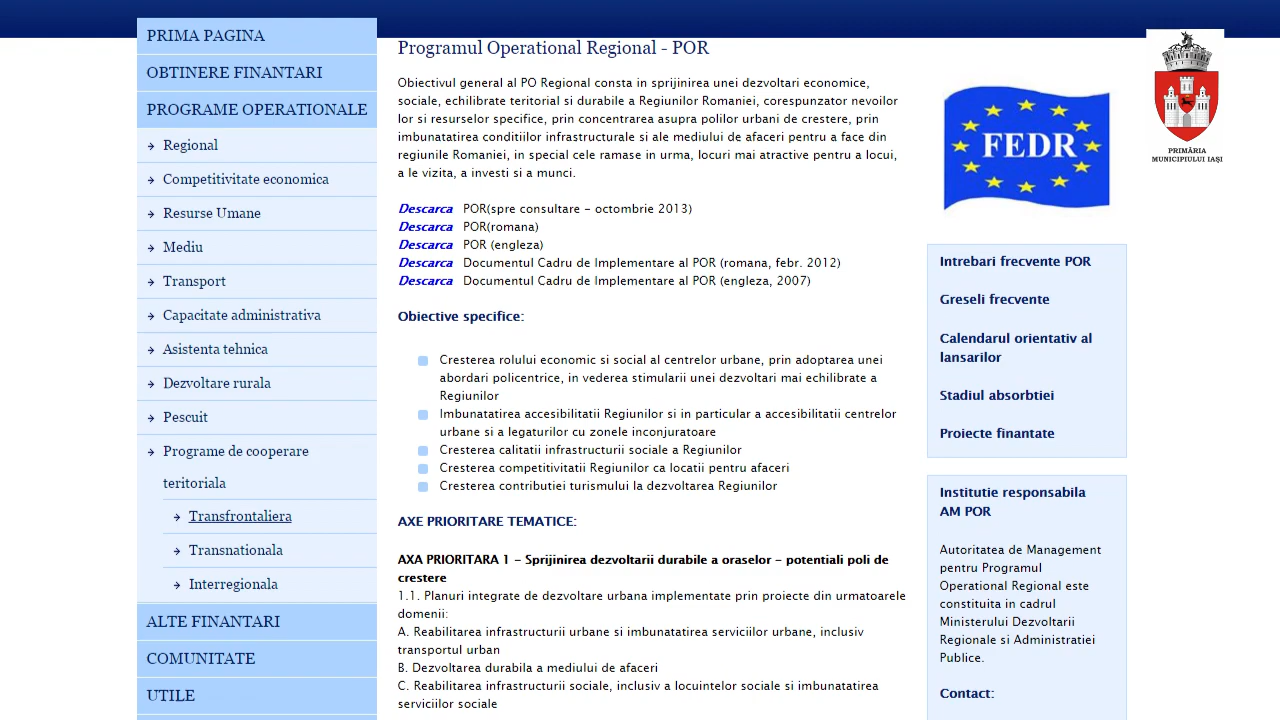 PRIMA PAGINA
OBTINERE FINANTARI
PROGRAME OPERATIONALE
Regional
Competitivitate economica
Resurse Umane
Mediu
Transport
Capacitate administrativa
Asistenta tehnica
Dezvoltare rurala
Pescuit
Programe de cooperare
teritoriala
Transfrontaliera
Transnationala
Interregionala
ALTE FINANTARI
COMUNITATE
UTILE
Programul Operational Regional - POR
Obiectivul general al PO Regional consta in sprijinirea unei dezvoltari economice,
sociale, echilibrate teritorial si durabile a Regiunilor Romaniei, corespunzator nevoilor
lor si resurselor specifice, prin concentrarea asupra polilor urbani de crestere, prin
imbunatatirea conditiilor infrastructurale si ale mediului de afaceri pentru a face din
regiunile Romaniei, in special cele ramase in urma, locuri mai atractive pentru a locui,
a le vizita, a investi si a munci.
Descarca POR(spre consultare - octombrie 2013)
Descarca POR(romana)
Descarca POR (engleza)
Descarca Documentul Cadru de Implementare al POR (romana, febr. 2012)
Descarca Documentul Cadru de Implementare al POR (engleza, 2007)
Obiective specifice:
Cresterea rolului economic si social al centrelor urbane, prin adoptarea unei
abordari policentrice, in vederea stimularii unei dezvoltari mai echilibrate a
Regiunilor
Imbunatatirea accesibilitatii Regiunilor si in particular a accesibilitatii centrelor
urbane si a legaturilor cu zonele inconjuratoare
Cresterea calitatii infrastructurii sociale a Regiunilor
Cresterea competitivitatii Regiunilor ca locatii pentru afaceri
Cresterea contributiei turismului la dezvoltarea Regiunilor
AXE PRIORITARE TEMATICE:
AXA PRIORITARA 1 - Sprijinirea dezvoltarii durabile a oraselor - potentiali poli de
crestere
1.1. Planuri integrate de dezvoltare urbana implementate prin proiecte din urmatoarele
domenii:
A. Reabilitarea infrastructurii urbane si imbunatatirea serviciilor urbane, inclusiv
transportul urban
B. Dezvoltarea durabila a mediului de afaceri
C. Reabilitarea infrastructurii sociale, inclusiv a locuintelor sociale si imbunatatirea
serviciilor sociale
FEDR
Intrebari frecvente POR
Greseli frecvente
Calendarul orientativ al
lansarilor
Stadiul absorbtiei
Proiecte finantate
Institutie responsabila
AM POR
Autoritatea de Management
pentru Programul
Operational Regional este
constituita in cadrul
Ministerului Dezvoltarii
Regionale si Administratiei
Publice.
Contact:
PRIMĂRIA
MUNICIPIULUI IAŞI